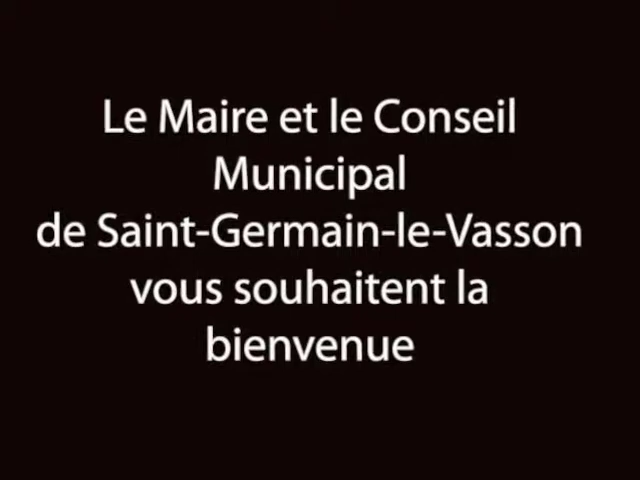 Le Maire et le Conseil
Municipal
de Saint-Germain-le-Vasson
vous souhaitent la
bienvenue